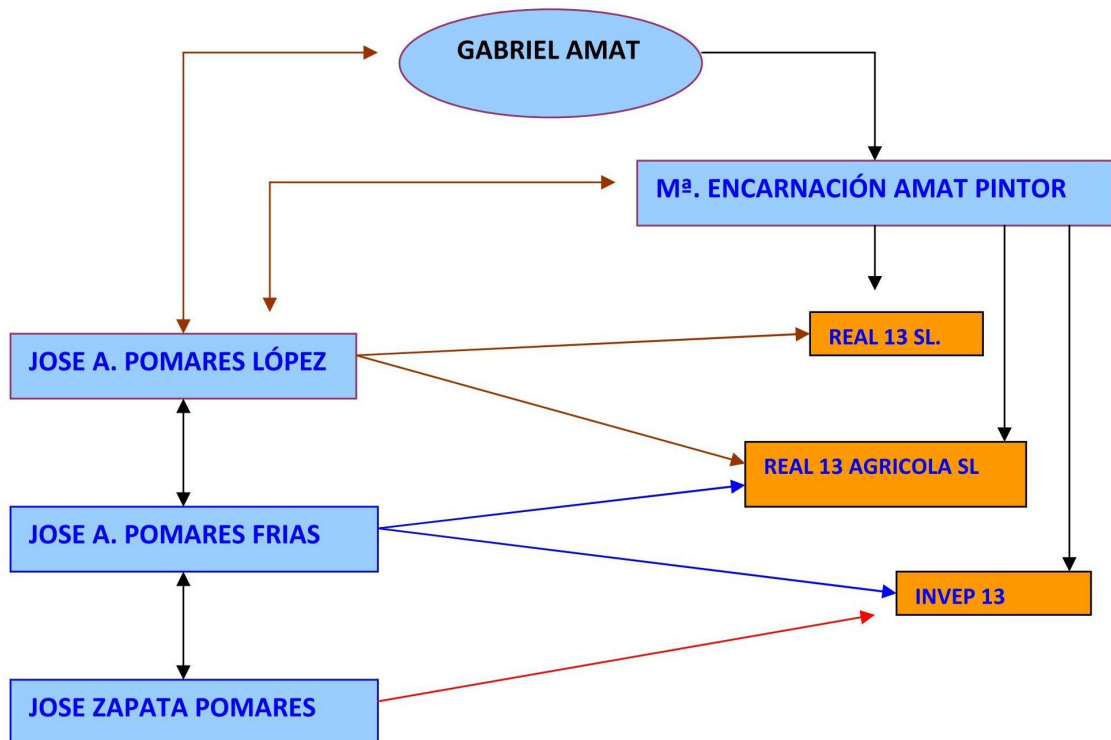 GABRIEL AMAT
Mª. ENCARNACIÓN AMAT PINTOR
REAL 13 SL.
JOSE A. POMARES LÓPEZ
REAL 13 AGRICOLA SL
JOSE A. POMARES FRIAS
INVEP 13
JOSE ZAPATA POMARES